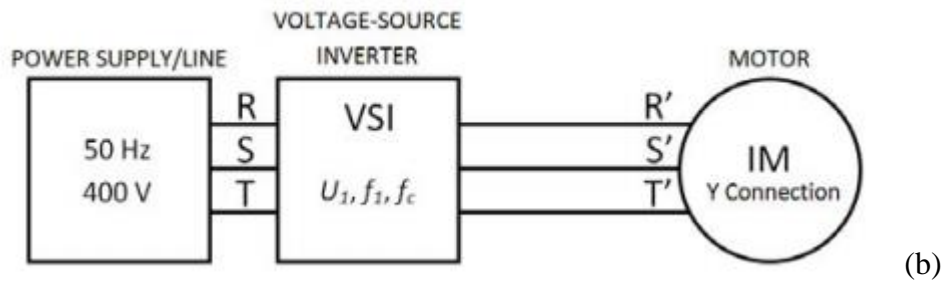 VOLTAGE-SOURCE
POWER SUPPLY/LINE INVERTER MOTOR
R VSI R’
50 Hz S S’ IM
400 V T U1, f1, fc T’ Y Connection
(b)